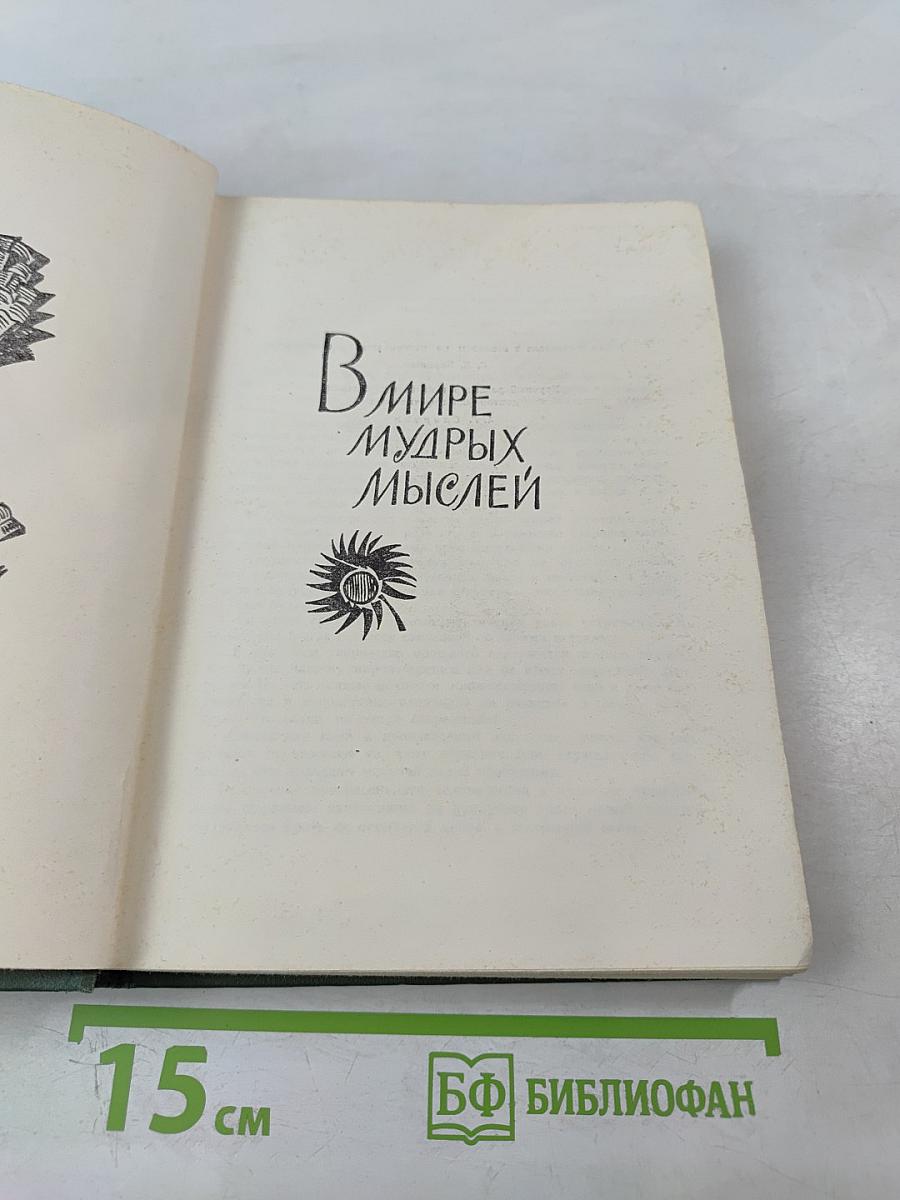 В МИРЕ
МУДРЫХ
МЫСЛЕЙ
15 см
БФ БИБЛИОФАН